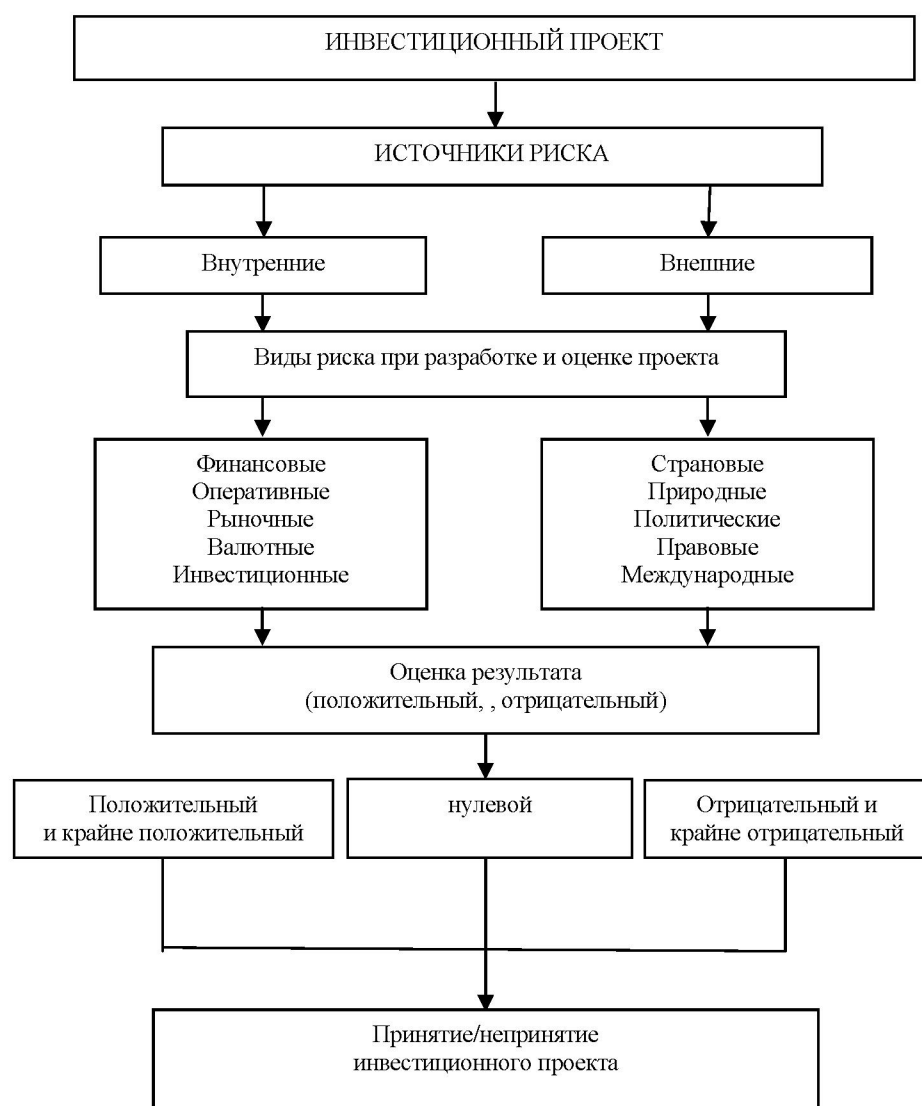 ИНВЕСТИЦИОННЫЙ ПРОЕКТ
ИСТОЧНИКИ РИСКА
Внутренние
Внешние
Виды риска при разработке и оценке проекта
Финансовые
Оперативные
Рыночные
Валютные
Инвестиционные
Страновые
Природные
Политические
Правовые
Международные
Оценка результата
(положительный, , отрицательный)
Положительный
и крайне положительный
нулевой
Отрицательный и
крайне отрицательный
Принятие/непринятие
инвестиционного проекта